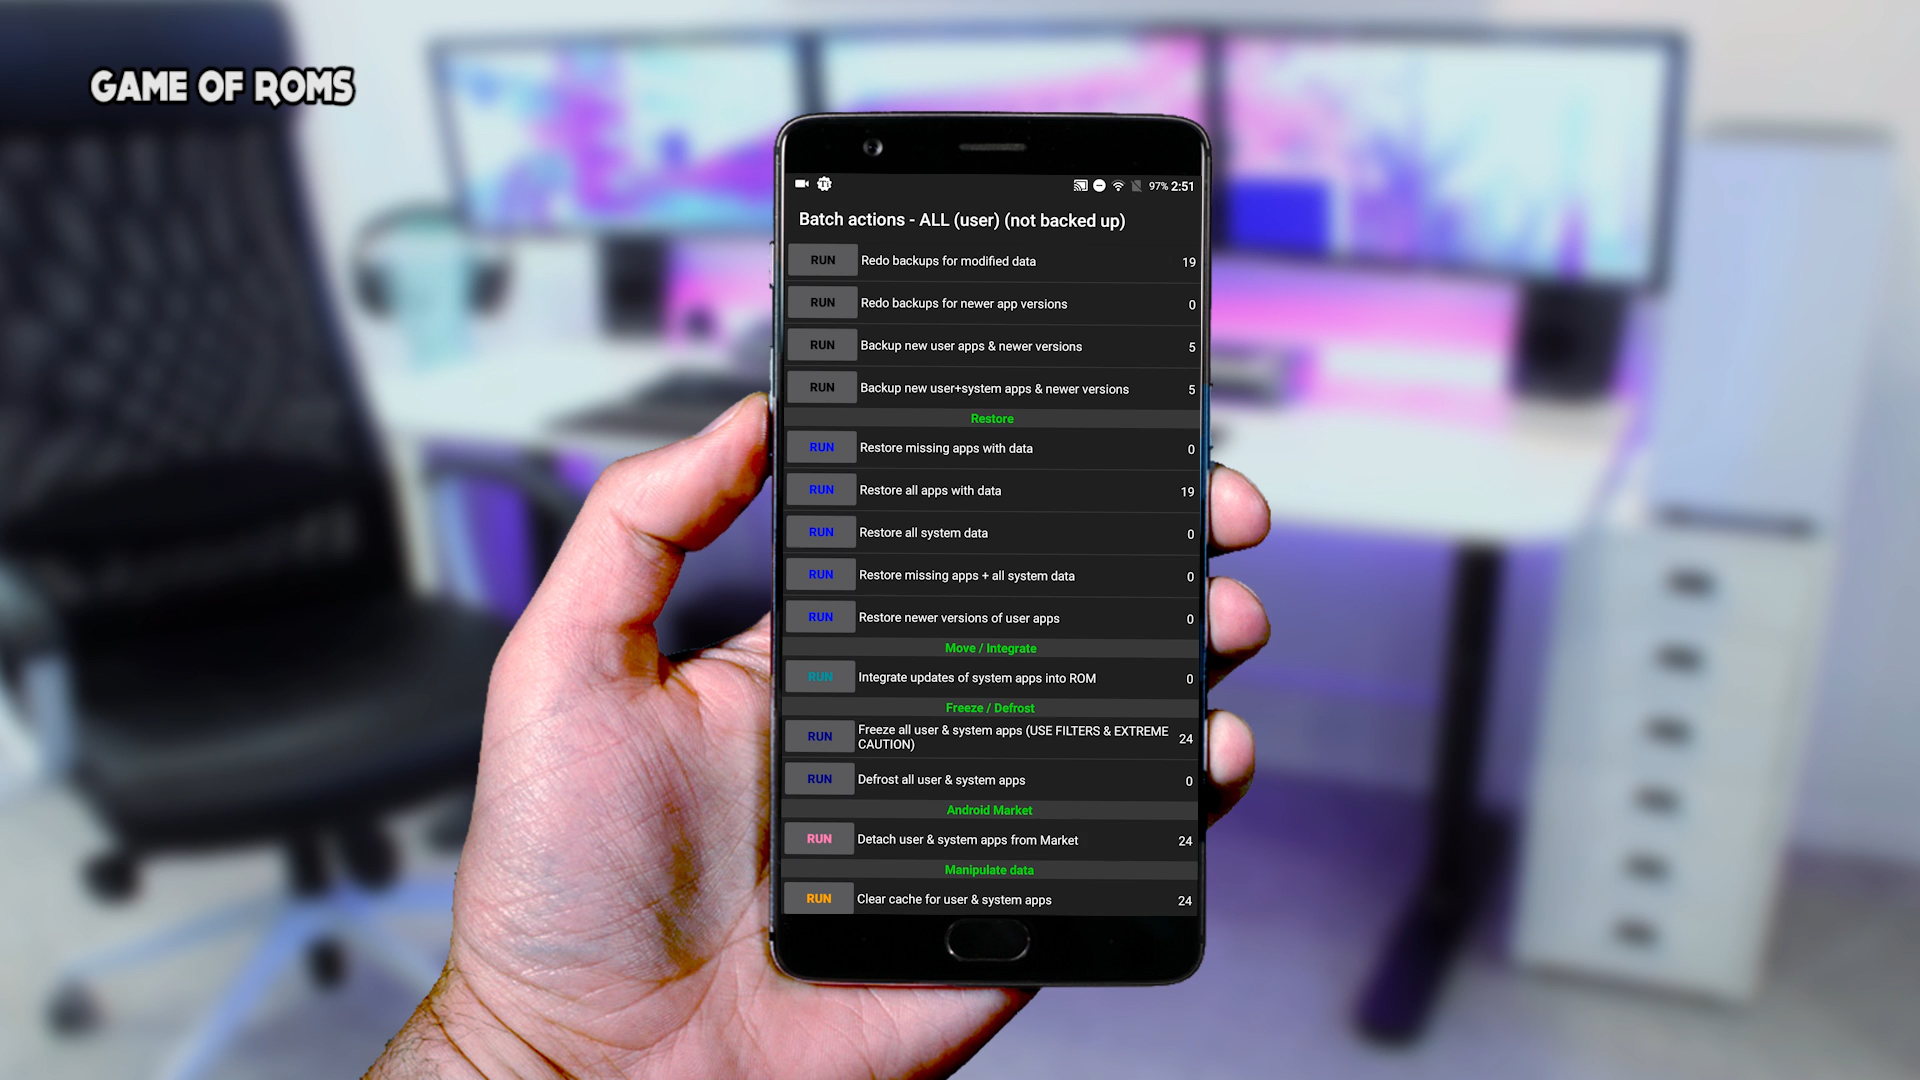 GAME OF ROMS
97% 2:51
Batch actions - ALL (user) (not backed up)
RUN Redo backups for modified data 19
RUN Redo backups for newer app versions 0
RUN Backup new user apps & newer versions 5
RUN Backup new user+system apps & newer versions 5
Restore
RUN Restore missing apps with data 0
RUN Restore all apps with data 19
RUN Restore all system data 0
RUN Restore missing apps + all system data 0
RUN Restore newer versions of user apps 0
Move / Integrate
RUN Integrate updates of system apps into ROM 0
Freeze / Defrost
RUN Freeze all user & system apps (USE FILTERS & EXTREME
CAUTION) 24
RUN Defrost all user & system apps 0
Android Market
RUN Detach user & system apps from Market 24
Manipulate data
RUN Clear cache for user & system apps 24